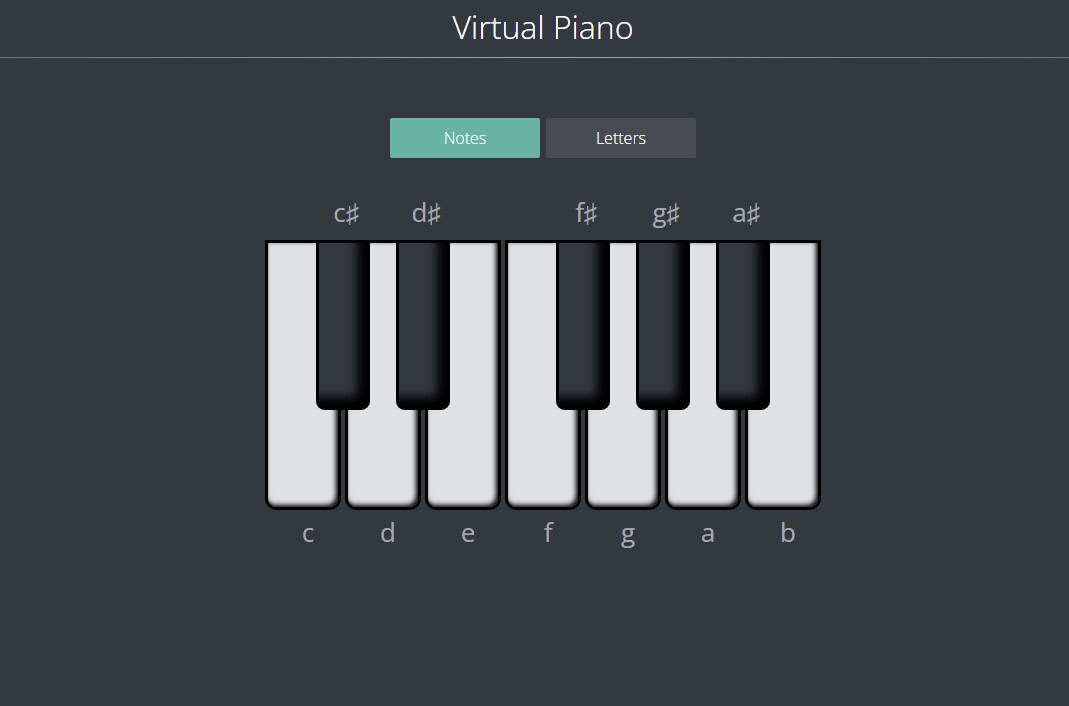 Virtual Piano
Notes Letters
c♯ d♯ f♯ g♯ a♯
c d e f g a b